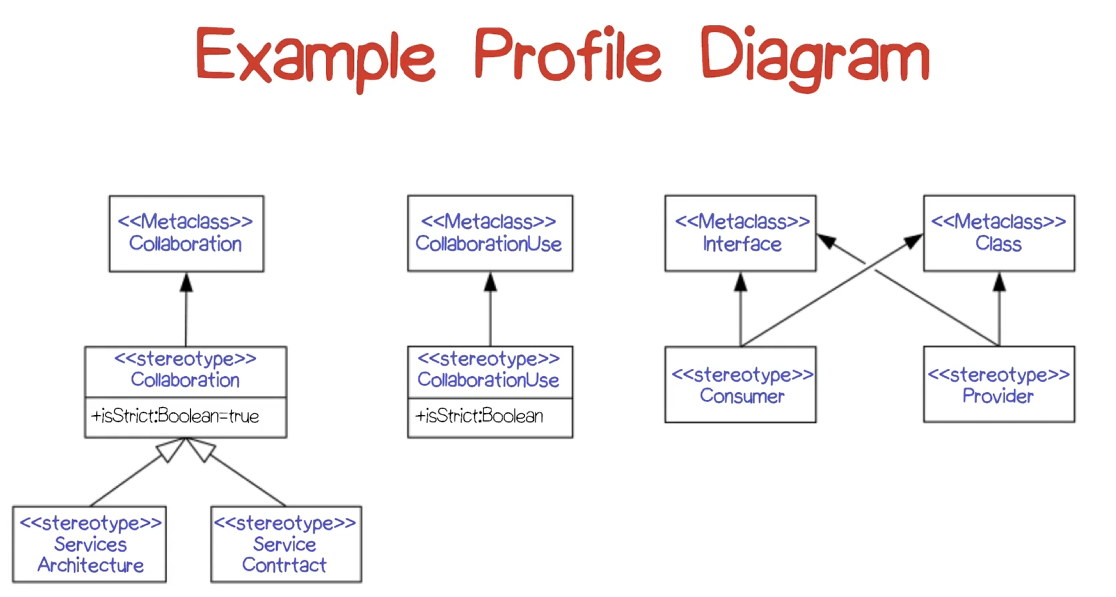 Example Profile Diagram
<<Metaclass>>
Collaboration
<<Metaclass>>
CollaborationUse
<<Metaclass>>
Interface
<<Metaclass>>
Class
<<stereotype>>
Collaboration
+isStrict:Boolean=true
<<stereotype>>
CollaborationUse
+isStrict:Boolean
<<stereotype>>
Consumer
<<stereotype>>
Provider
<<stereotype>>
Services
Architecture
<<stereotype>>
Service
Contrtact